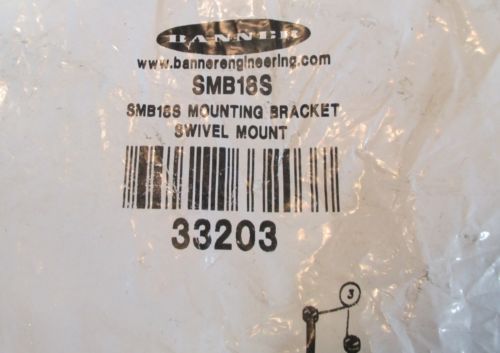 BANNER
www.bannerengineering.com
SMB18S
SMB18S MOUNTING BRACKET
SWIVEL MOUNT
33203
3